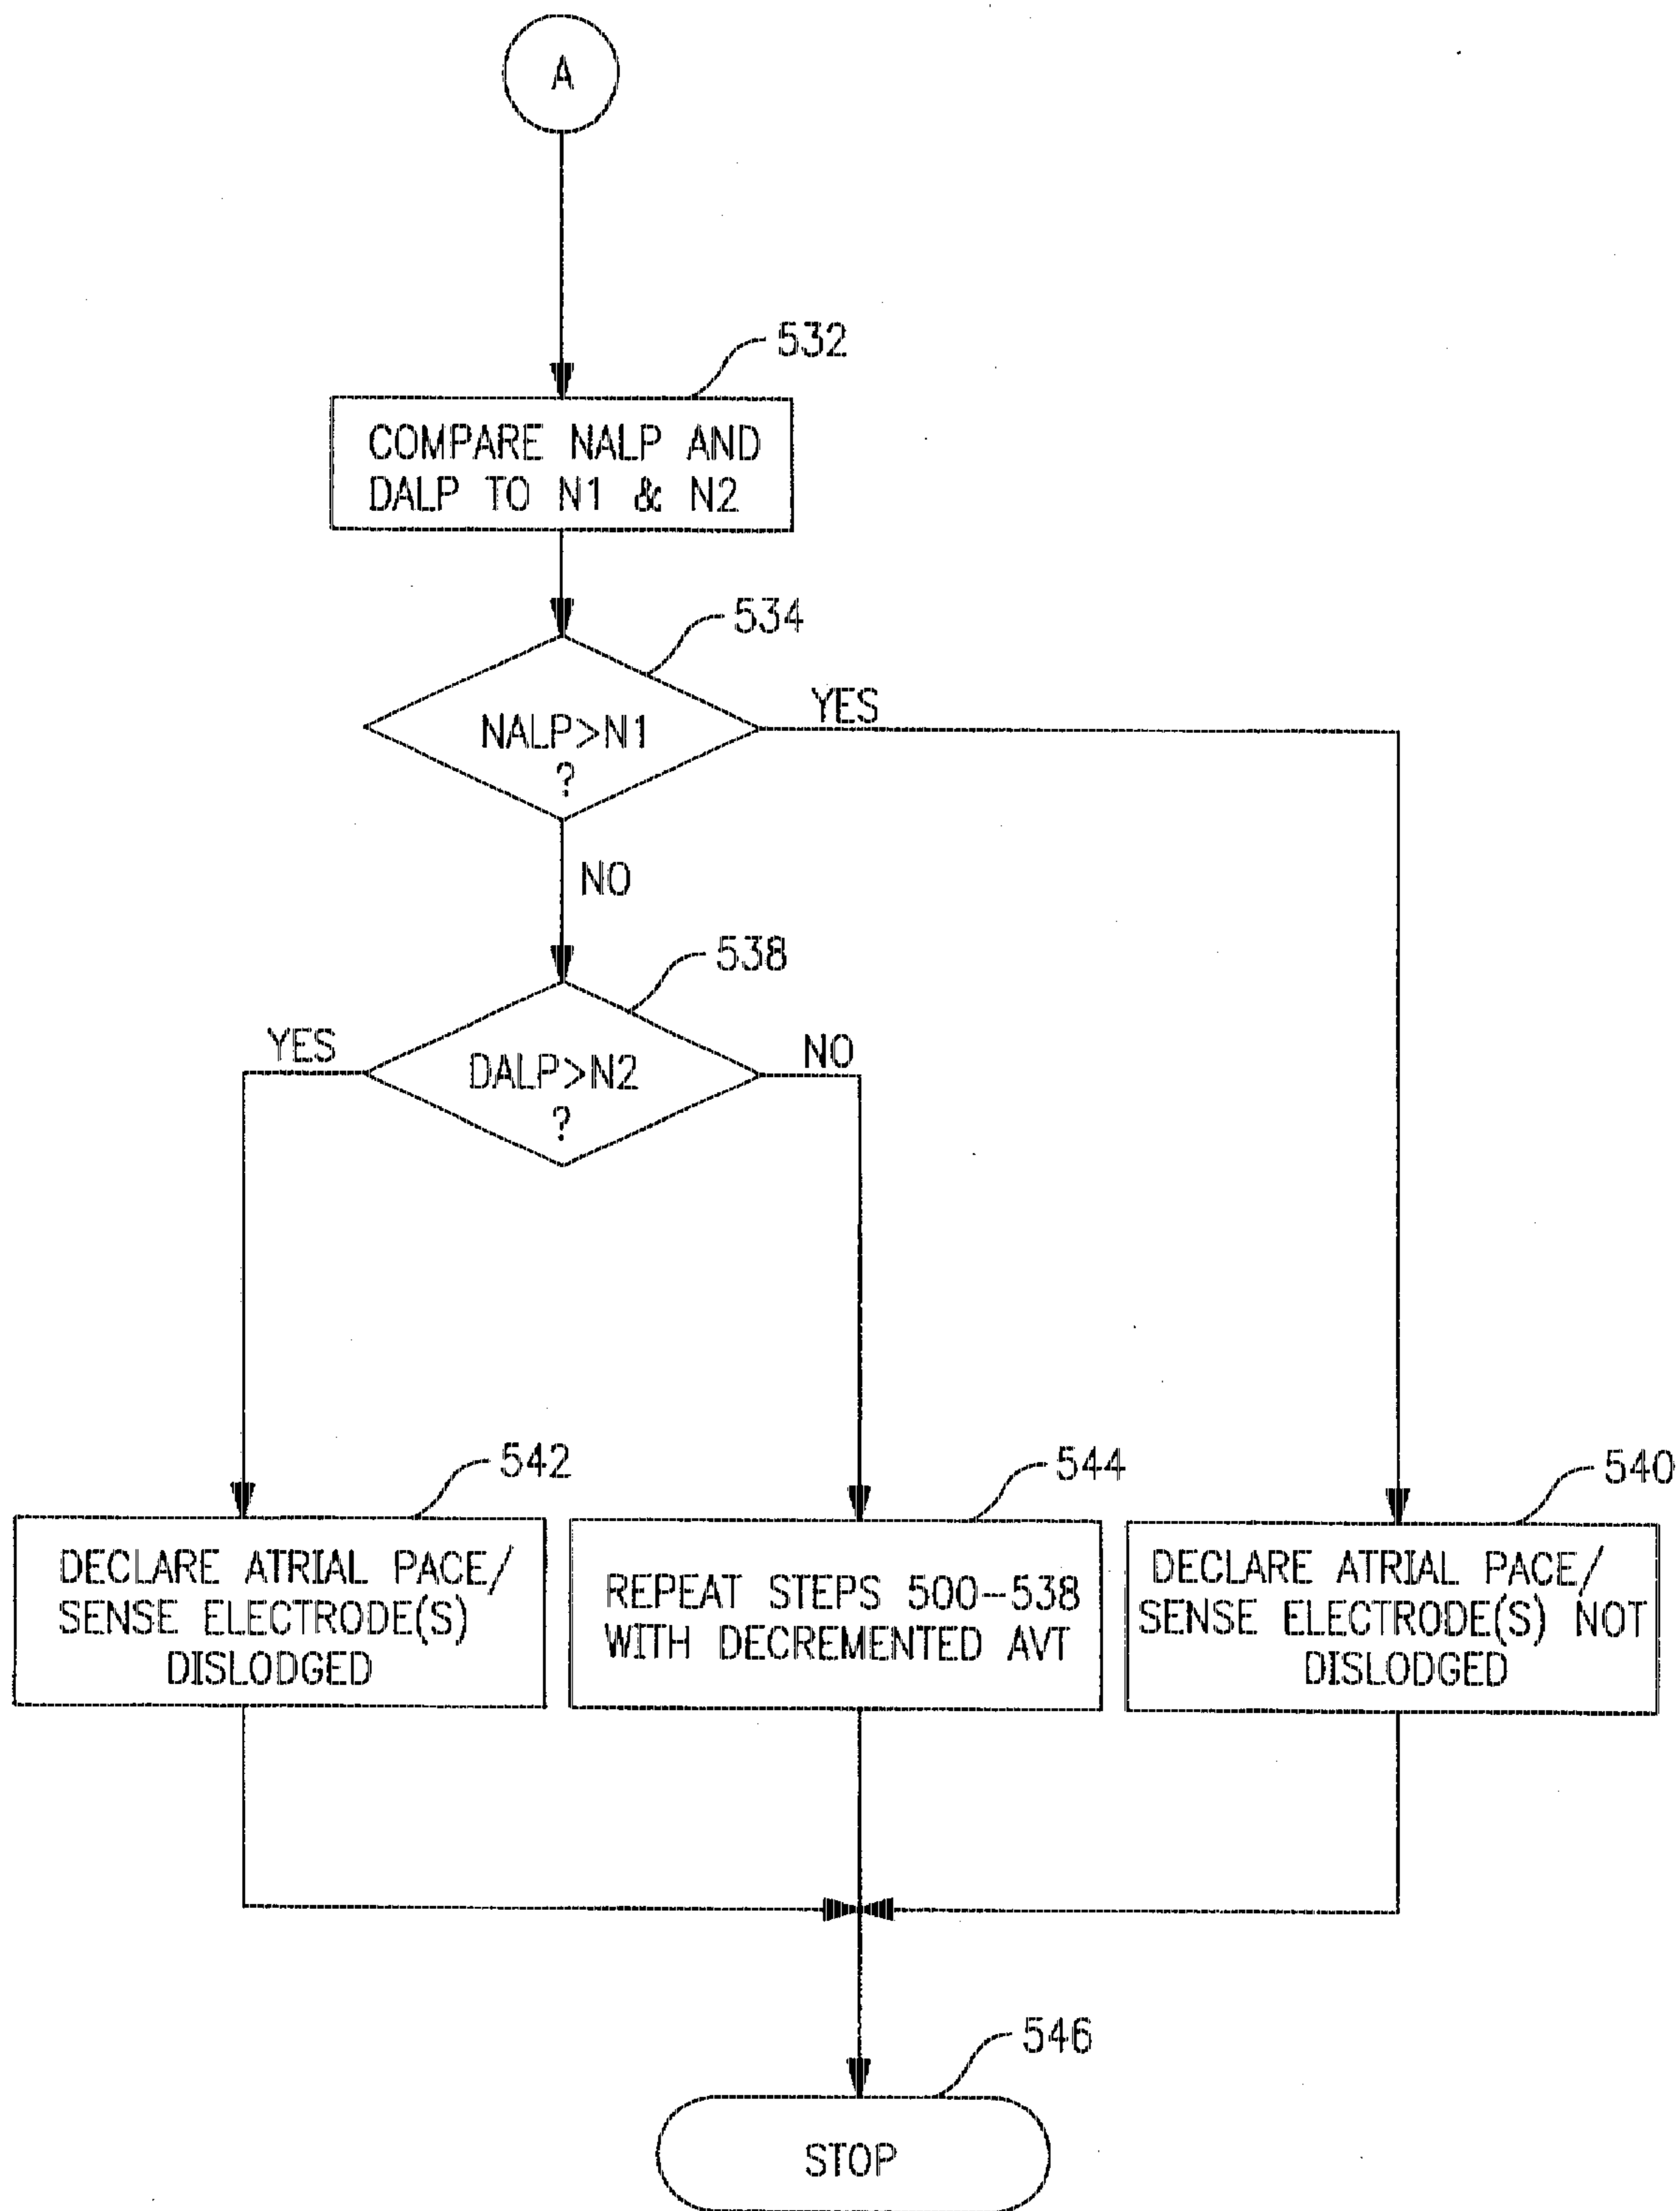 A
532
COMPARE NALP AND
DALP TO N1 & N2
534
NALP>N1
?
YES
NO
538
DALP>N2
?
YES
NO
542
DECLARE ATRIAL PACE/
SENSE ELECTRODE(S)
DISLODGED
544
REPEAT STEPS 500-538
WITH DECREMENTED AVT
540
DECLARE ATRIAL PACE/
SENSE ELECTRODE(S) NOT
DISLODGED
546
STOP